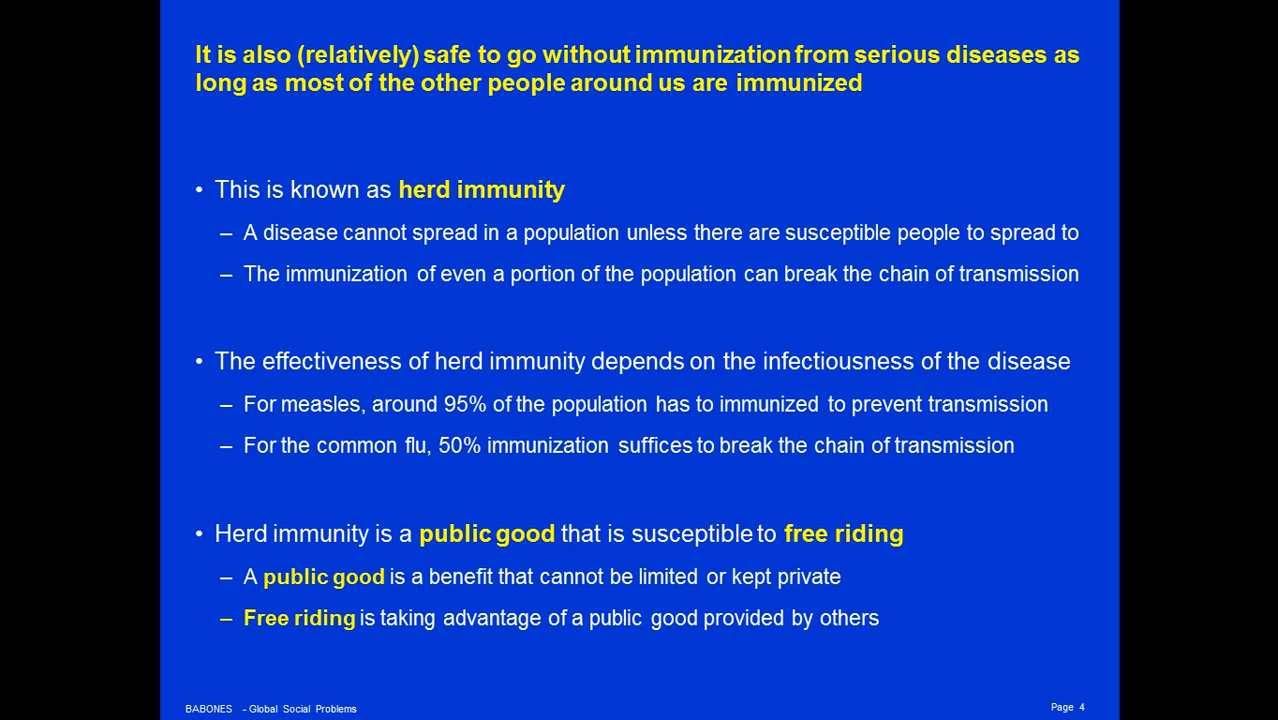 It is also (relatively) safe to go without immunization from serious diseases as
long as most of the other people around us are immunized
• This is known as herd immunity
– A disease cannot spread in a population unless there are susceptible people to spread to
– The immunization of even a portion of the population can break the chain of transmission
• The effectiveness of herd immunity depends on the infectiousness of the disease
– For measles, around 95% of the population has to immunized to prevent transmission
– For the common flu, 50% immunization suffices to break the chain of transmission
• Herd immunity is a public good that is susceptible to free riding
– A public good is a benefit that cannot be limited or kept private
– Free riding is taking advantage of a public good provided by others
BABONES - Global Social Problems
Page 4